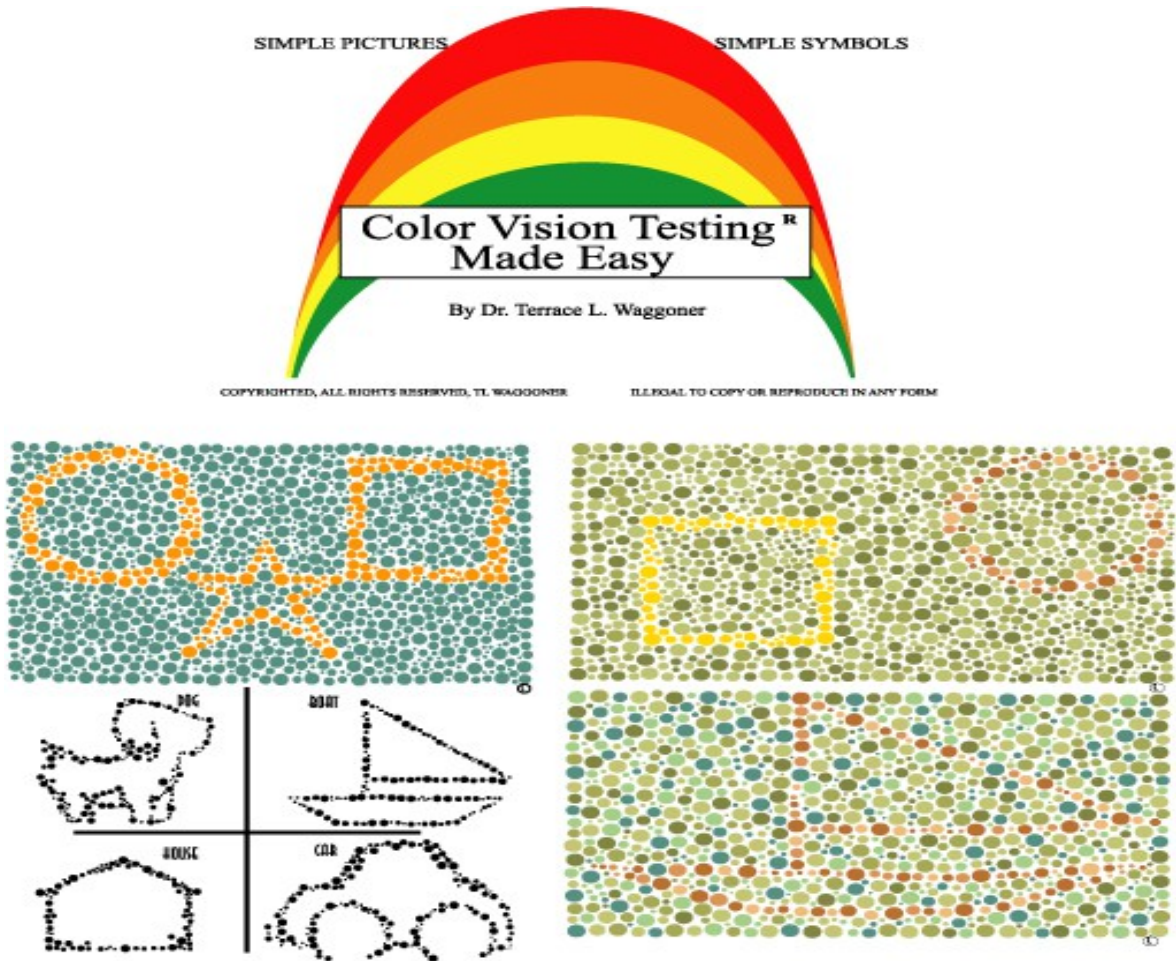 SIMPLE PICTURES SIMPLE SYMBOLS
Color Vision Testing R
Made Easy
By Dr. Terrace L. Waggoner
COPYRIGHTED, ALL RIGHTS RESERVED, TL WAGGONER ILLEGAL TO COPY OR REPRODUCE IN ANY FORM
DOG BOAT
HOUSE CAR